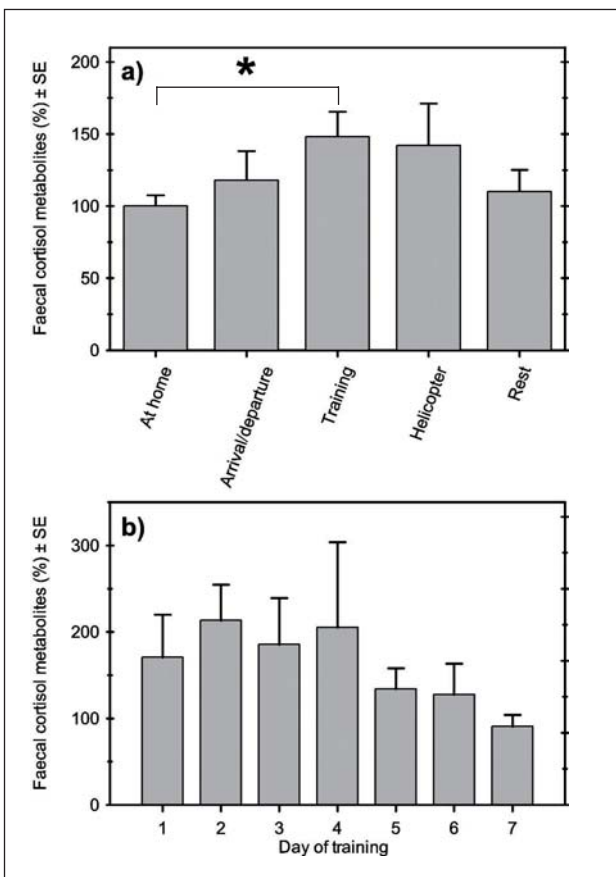 a)
*
Faecal cortisol metabolites (%) ± SE
200
150
100
50
0
At home
Arrival/departure
Training
Helicopter
Rest
b)
Faecal cortisol metabolites (%) ± SE
300
200
100
0
1 2 3 4 5 6 7
Day of training